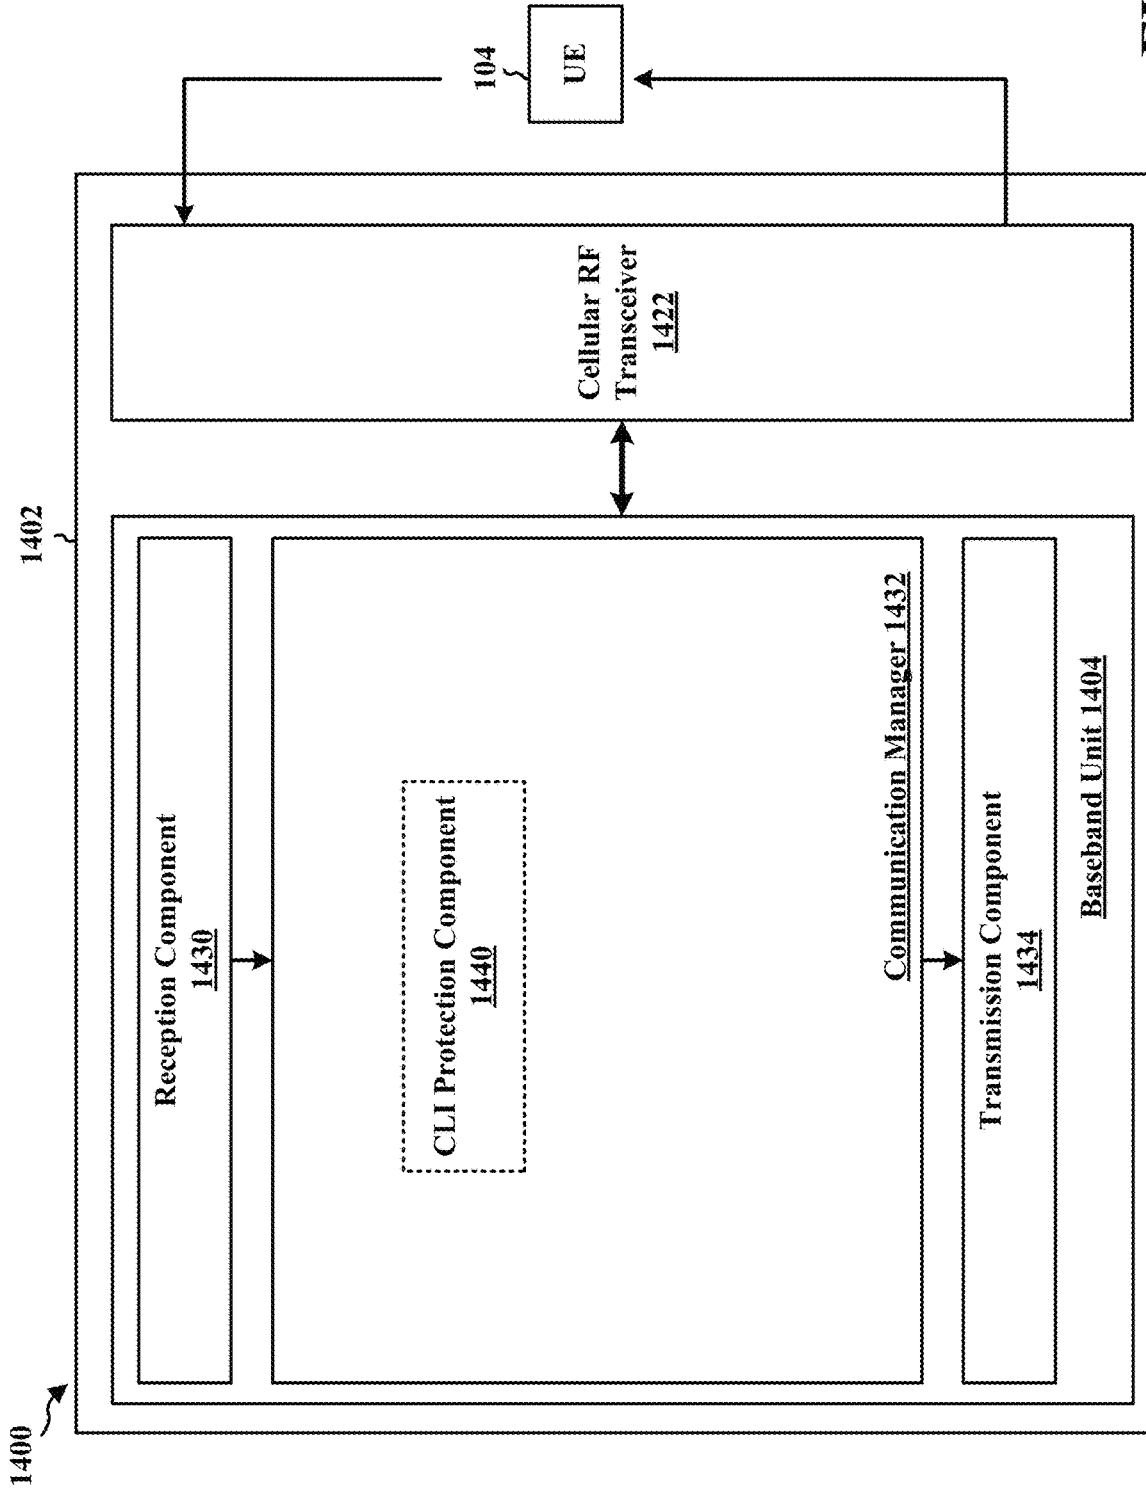 1400
1402
Reception Component
1430
CLI Protection Component
1440
Communication Manager 1432
Transmission Component
1434
Baseband Unit 1404
Cellular RF
Transceiver
1422
104
UE